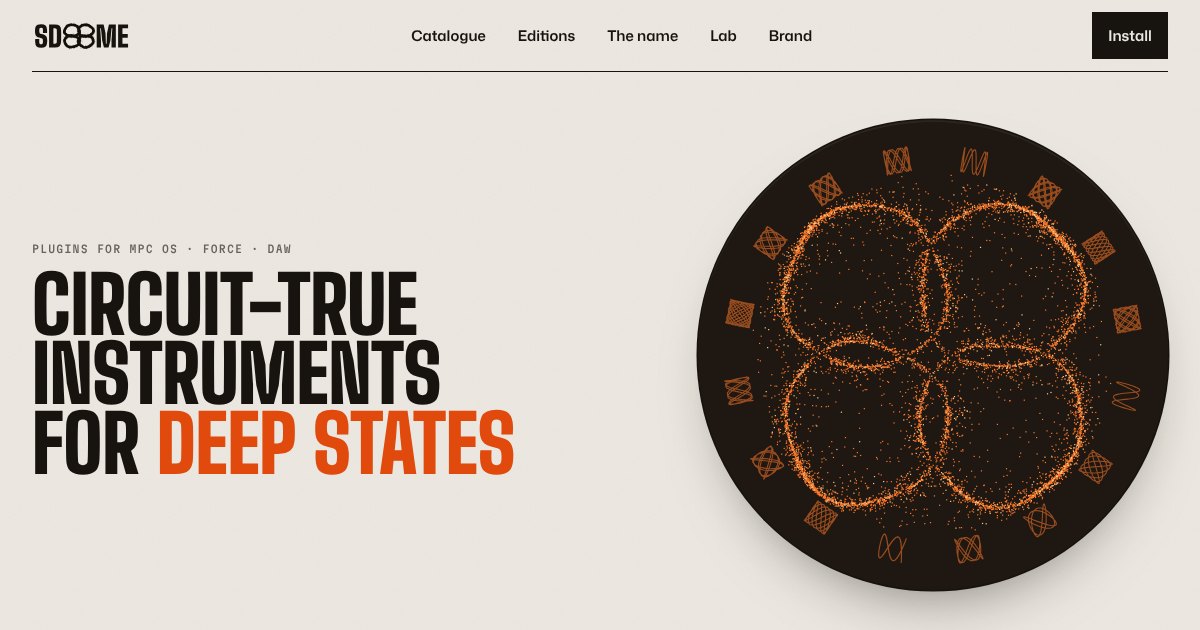 SD ME
Catalogue
Editions
The name
Lab
Brand
Install
PLUGINS FOR MPC OS · FORCE · DAW
CIRCUIT–TRUE
INSTRUMENTS
FOR DEEP STATES